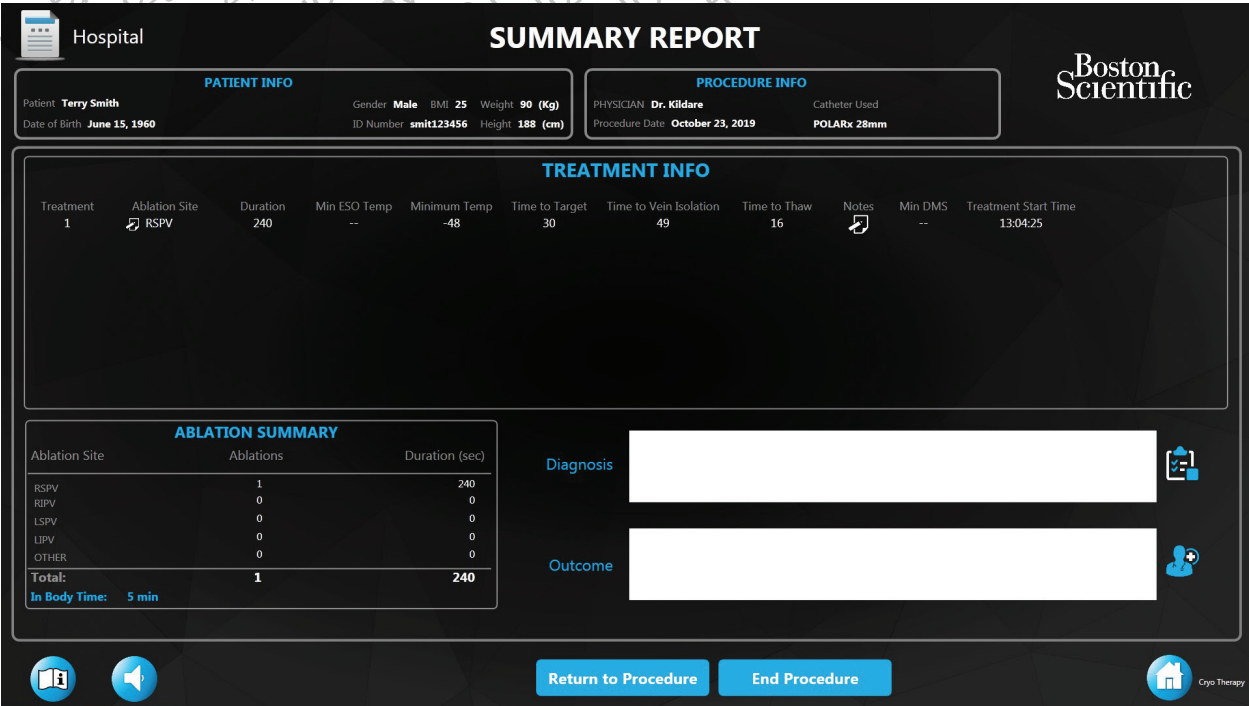 Hospital
SUMMARY REPORT
Boston
Scientific
PATIENT INFO
Patient Terry Smith Gender Male BMI 25 Weight 90 (Kg)
Date of Birth June 15, 1960 ID Number smit123456 Height 188 (cm)
PROCEDURE INFO
PHYSICIAN Dr. Kildare Catheter Used
Procedure Date October 23, 2019 POLARx 28mm
TREATMENT INFO
Treatment Ablation Site Duration Min ESO Temp Minimum Temp Time to Target Time to Vein Isolation Time to Thaw Notes Min DMS Treatment Start Time
1 RSPV 240 -- -48 30 49 16 -- 13:04:25
ABLATION SUMMARY
Ablation Site Ablations Duration (sec)
RSPV 1 240
RIPV 0 0
LSPV 0 0
LIPV 0 0
OTHER 0 0
Total: 1 240
In Body Time: 5 min
Diagnosis
Outcome
Return to Procedure
End Procedure
Cryo Therapy